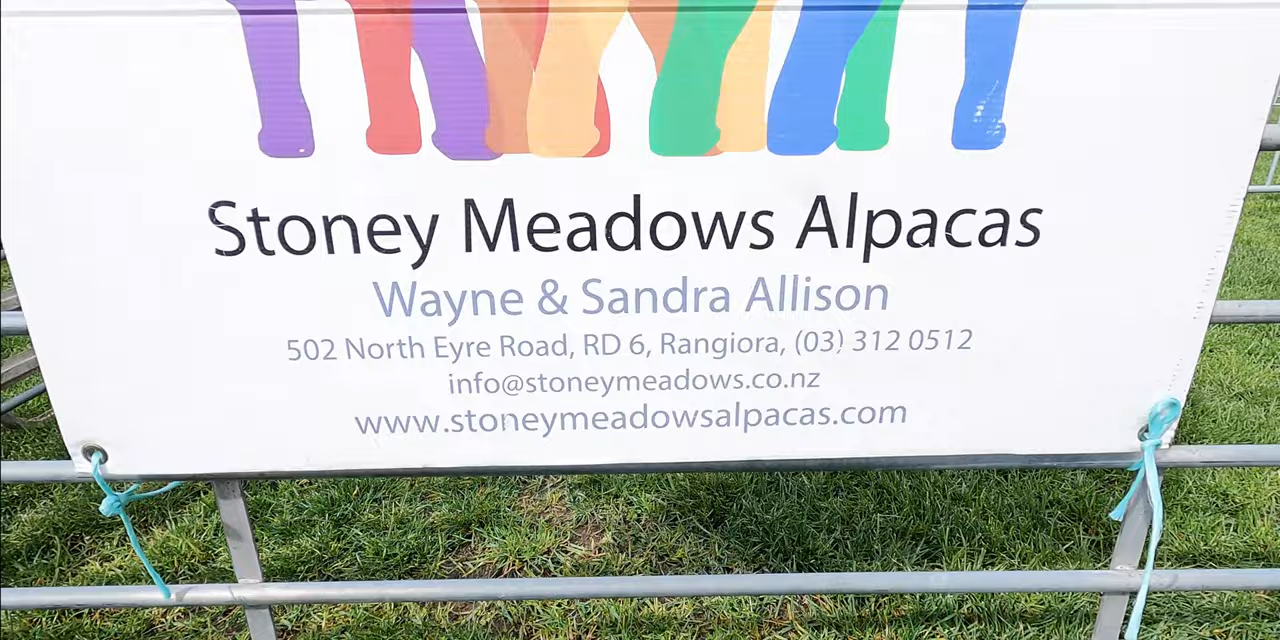 Stoney Meadows Alpacas
Wayne & Sandra Allison
502 North Eyre Road, RD 6, Rangiora, (03) 312 0512
info@stoneymeadows.co.nz
www.stoneymeadowsalpacas.com